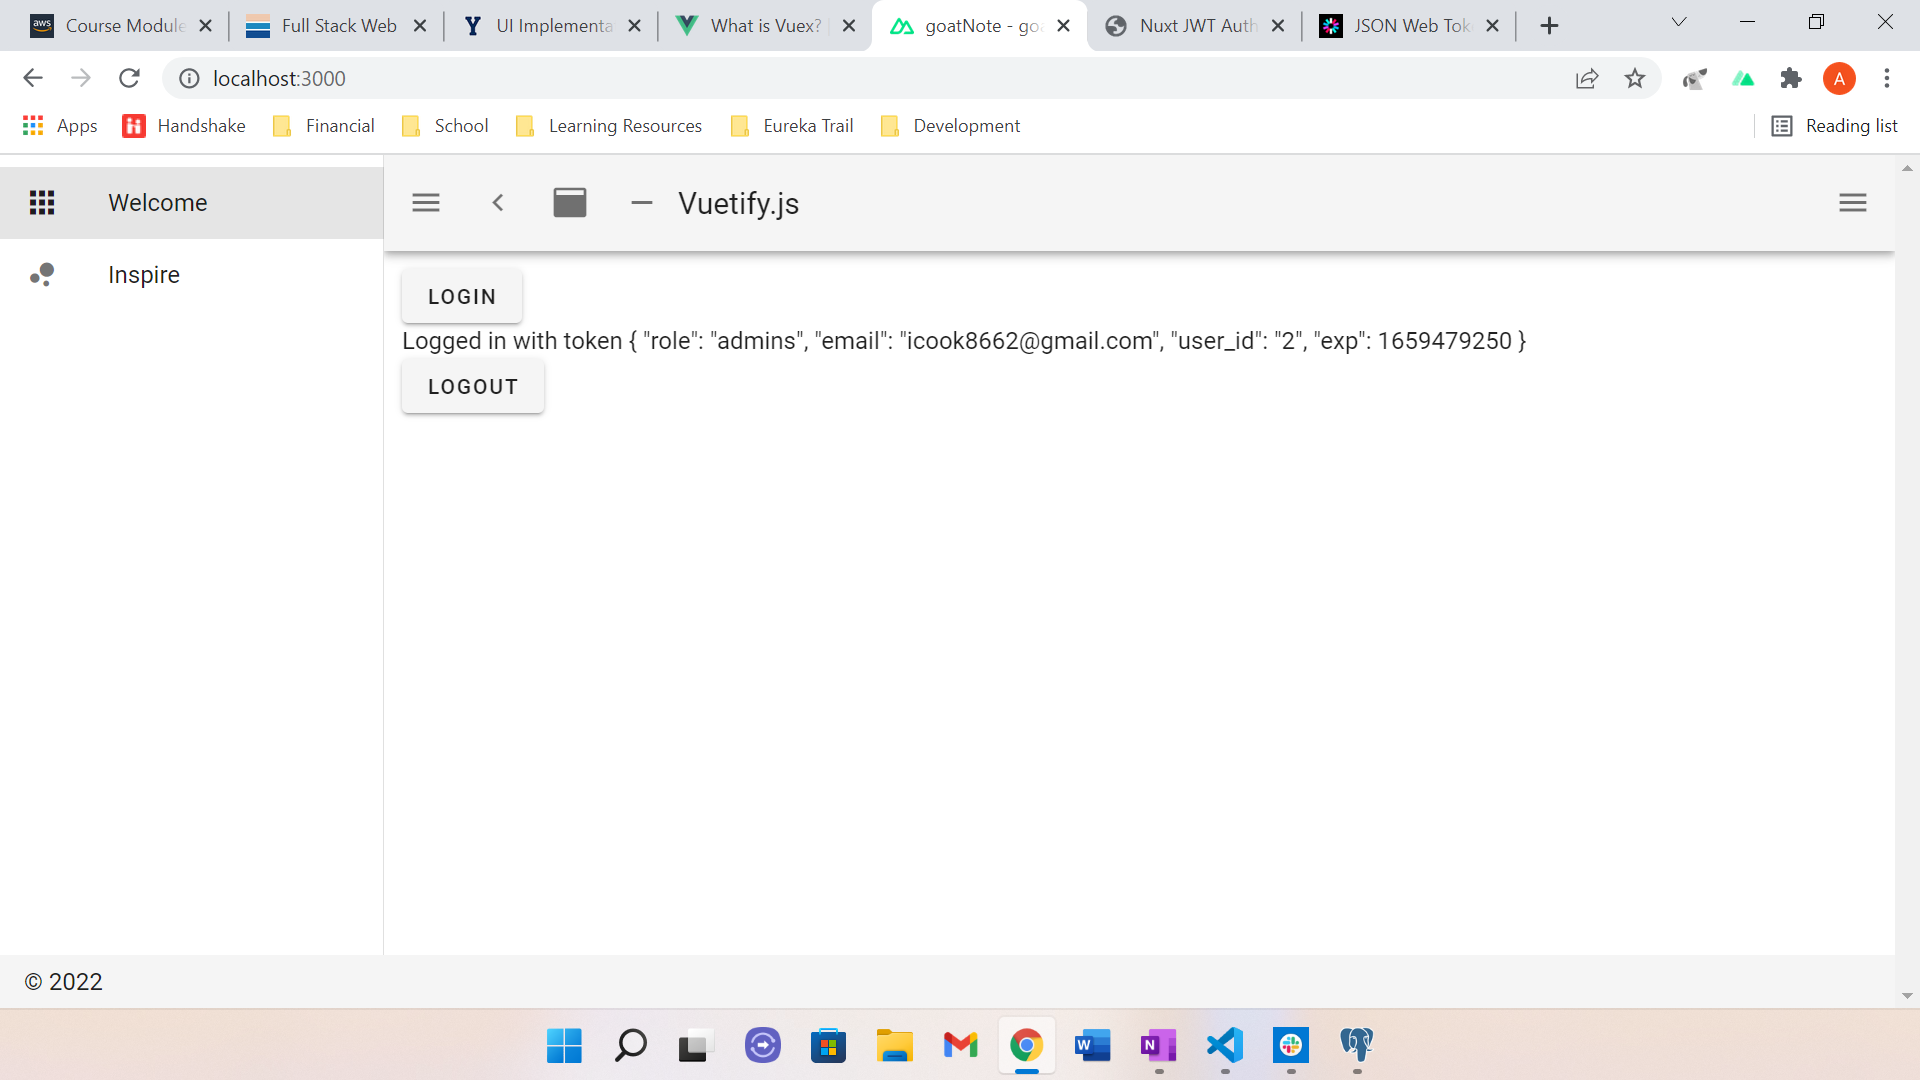 aws Course Module Full Stack Web UI Implementa What is Vuex? goatNote - goa Nuxt JWT Auth JSON Web Tok
localhost:3000 A
Apps Handshake Financial School Learning Resources Eureka Trail Development Reading list
Welcome Vuetify.js
Inspire
LOGIN
Logged in with token { "role": "admins", "email": "icook8662@gmail.com", "user_id": "2", "exp": 1659479250 }
LOGOUT
© 2022